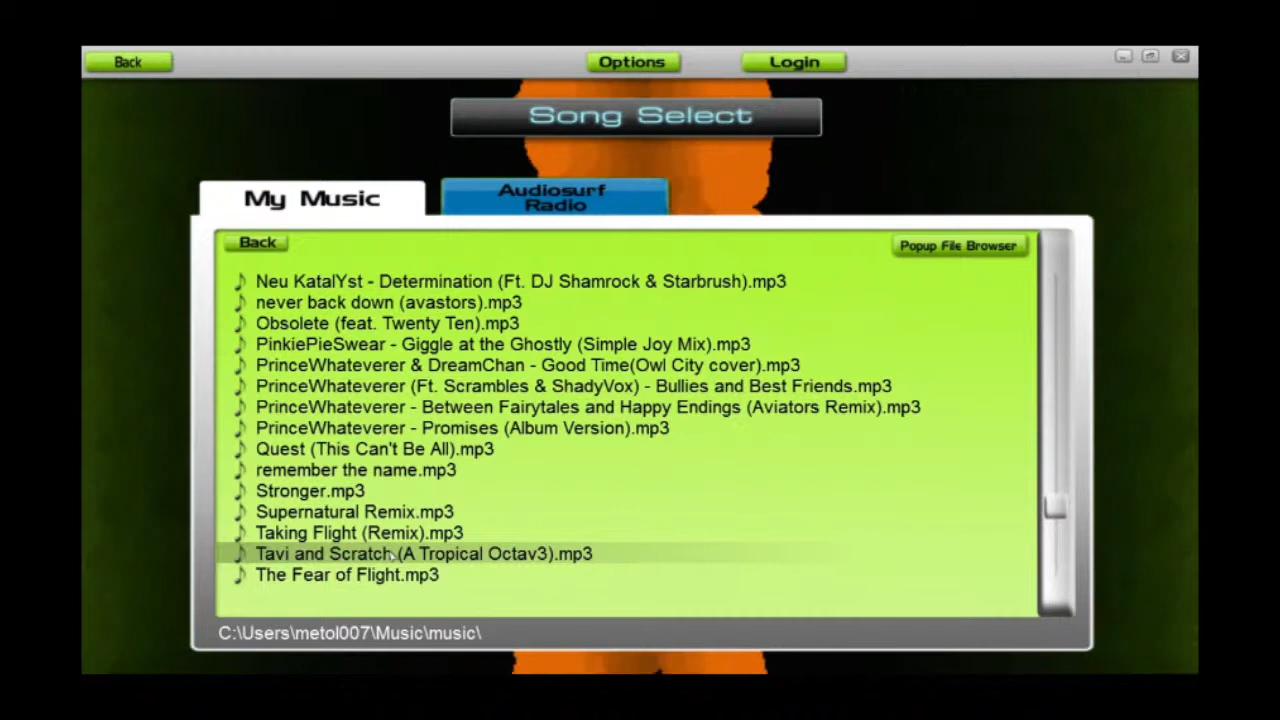 Back
Options
Login
Song Select
My Music
Audiosurf
Radio
Back
Popup File Browser
Neu KatalYst - Determination (Ft. DJ Shamrock & Starbrush).mp3
never back down (avastors).mp3
Obsolete (feat. Twenty Ten).mp3
PinkiePieSwear - Giggle at the Ghostly (Simple Joy Mix).mp3
PrinceWhateverer & DreamChan - Good Time(Owl City cover).mp3
PrinceWhateverer (Ft. Scrambles & ShadyVox) - Bullies and Best Friends.mp3
PrinceWhateverer - Between Fairytales and Happy Endings (Aviators Remix).mp3
PrinceWhateverer - Promises (Album Version).mp3
Quest (This Can't Be All).mp3
remember the name.mp3
Stronger.mp3
Supernatural Remix.mp3
Taking Flight (Remix).mp3
Tavi and Scratch (A Tropical Octav3).mp3
The Fear of Flight.mp3
C:\Users\metol007\Music\music\